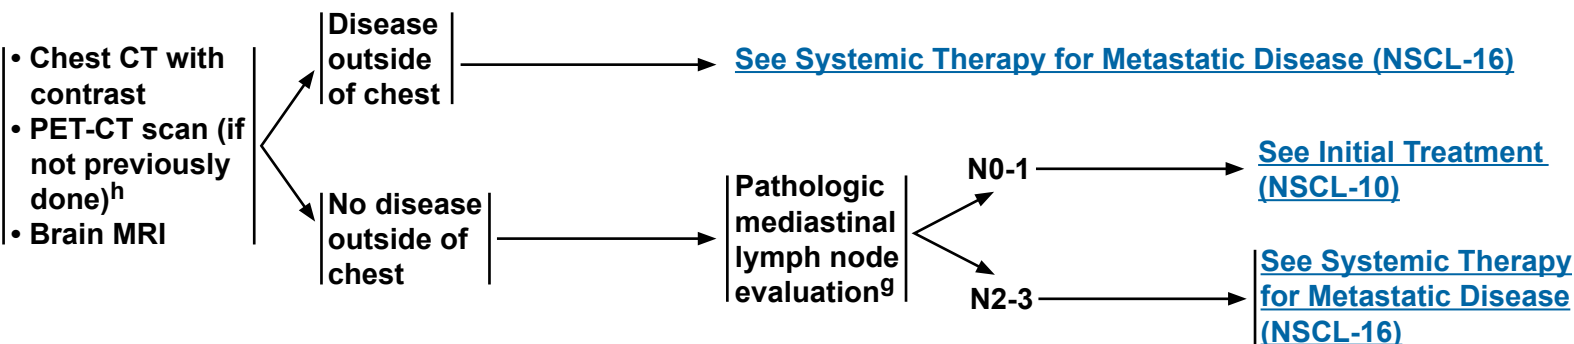 • Chest CT with
contrast
• PET-CT scan (if
not previously
done)h
• Brain MRI
Disease
outside
of chest
See Systemic Therapy for Metastatic Disease (NSCL-16)
No disease
outside of
chest
Pathologic
mediastinal
lymph node
evaluationg
N0-1
See Initial Treatment
(NSCL-10)
N2-3
See Systemic Therapy
for Metastatic Disease
(NSCL-16)